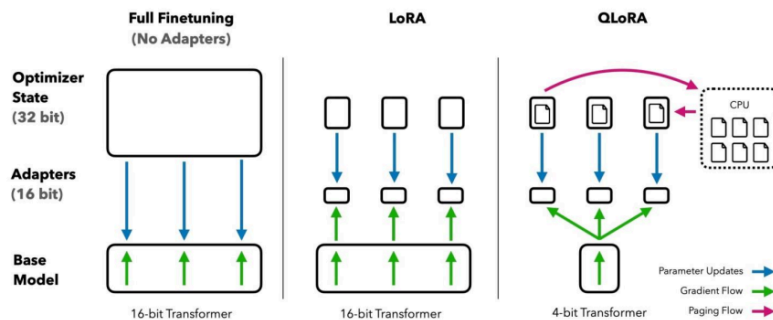 Full Finetuning
(No Adapters)
LoRA
QLoRA
Optimizer
State
(32 bit)
CPU
Adapters
(16 bit)
Base
Model
Parameter Updates
Gradient Flow
Paging Flow
16-bit Transformer
16-bit Transformer
4-bit Transformer